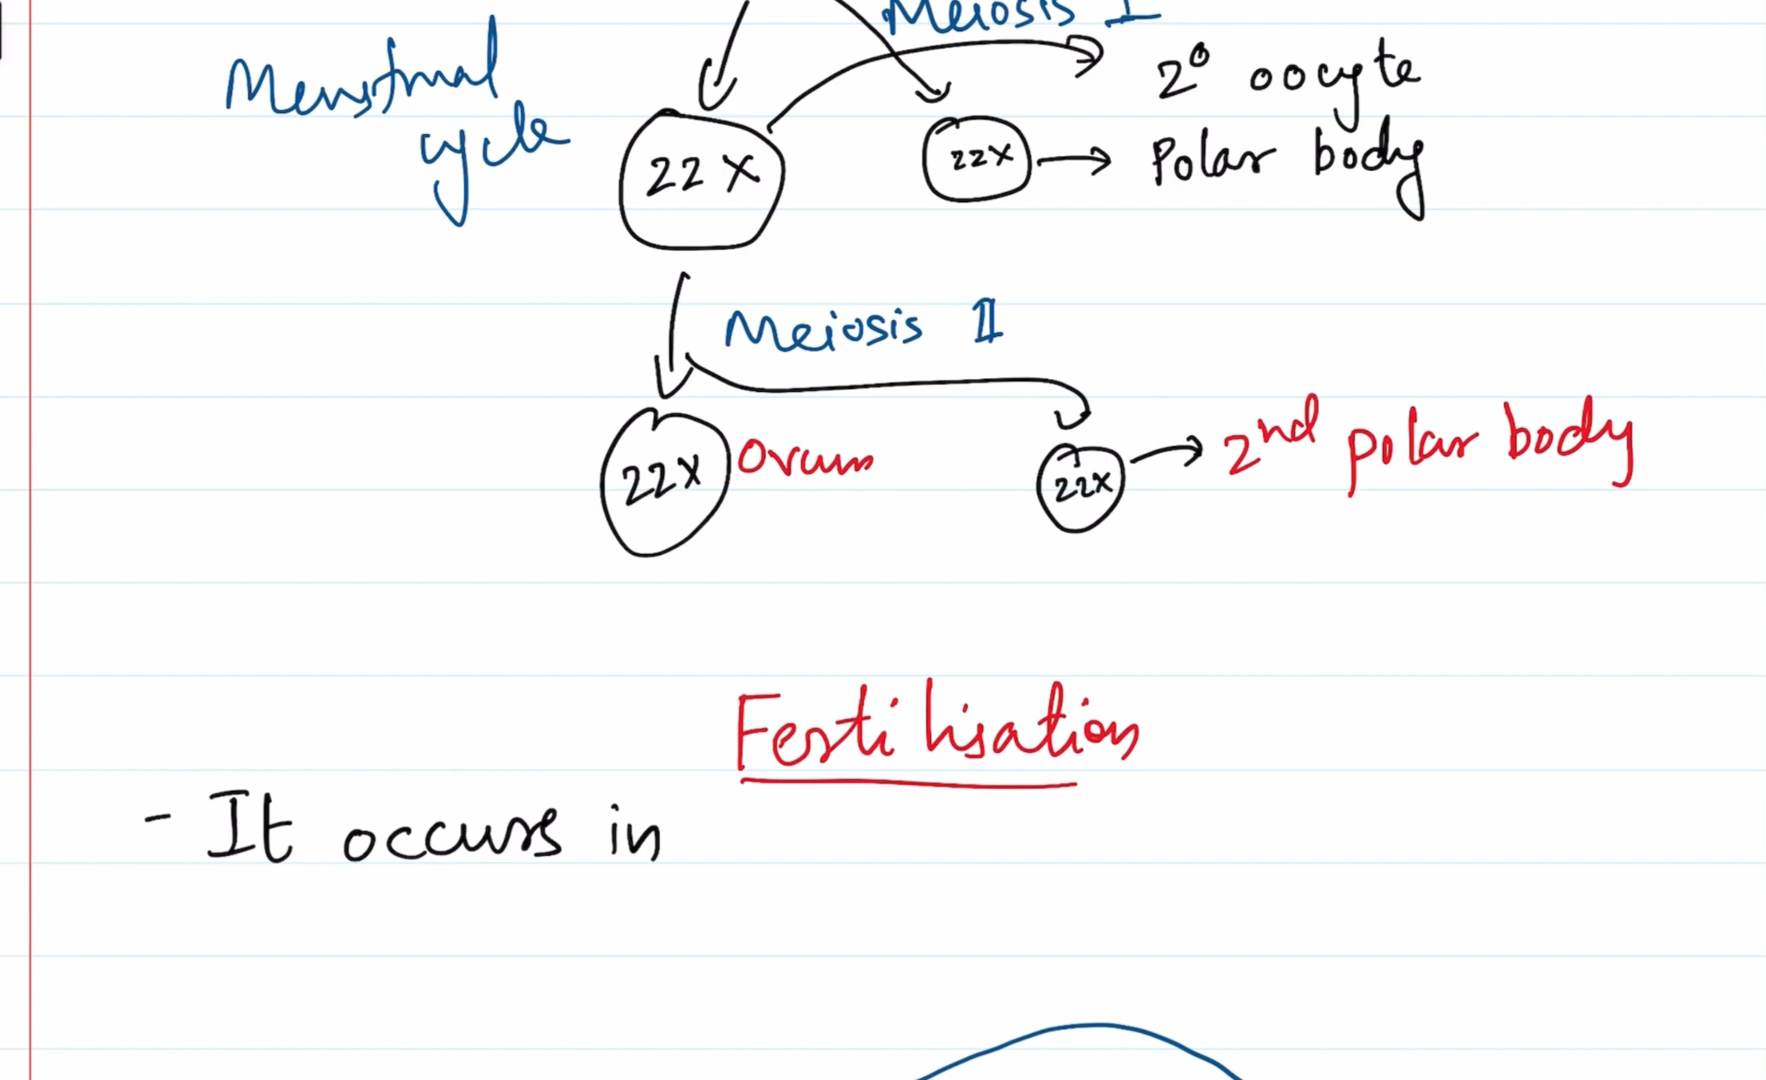 Meiosis I
Menstrual
cycle
2° oocyte
22 X
22X
Polar body
Meiosis II
22X
Ovum
22X
2nd polar body
Fertilisation
- It occurs in